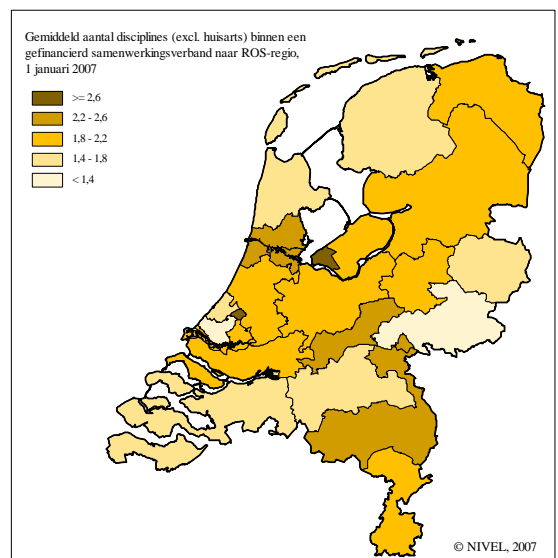 Gemiddeld aantal disciplines (excl. huisarts) binnen een
gefinancierd samenwerkingsverband naar ROS-regio,
1 januari 2007
>= 2,6
2,2 - 2,6
1,8 - 2,2
1,4 - 1,8
< 1,4
© NIVEL, 2007